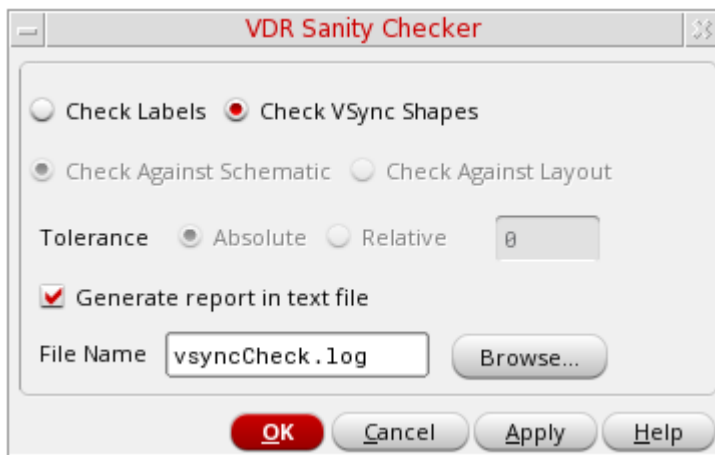 VDR Sanity Checker
Check Labels Check VSync Shapes
Check Against Schematic Check Against Layout
Tolerance Absolute Relative 0
Generate report in text file
File Name vsyncCheck.log Browse...
OK Cancel Apply Help